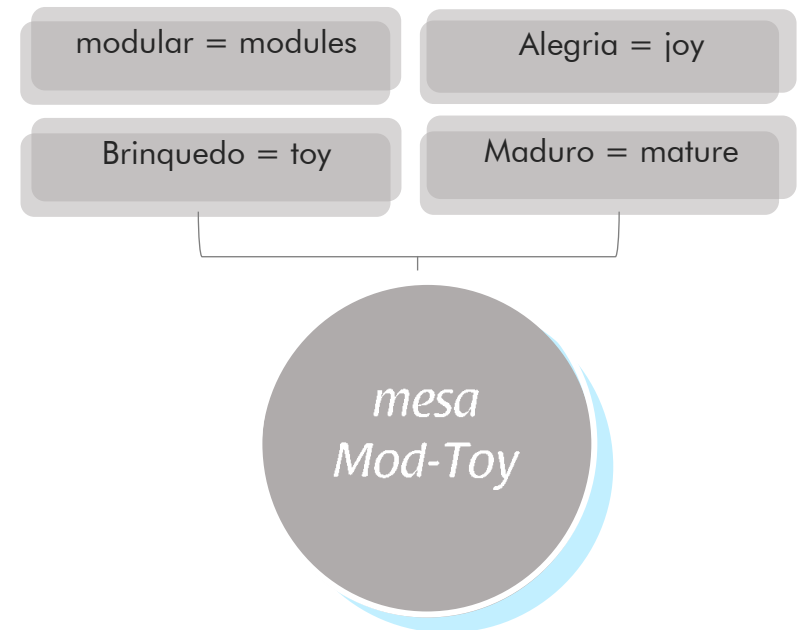 modular = modules
Alegria = joy
Brinquedo = toy
Maduro = mature
mesa
Mod-Toy